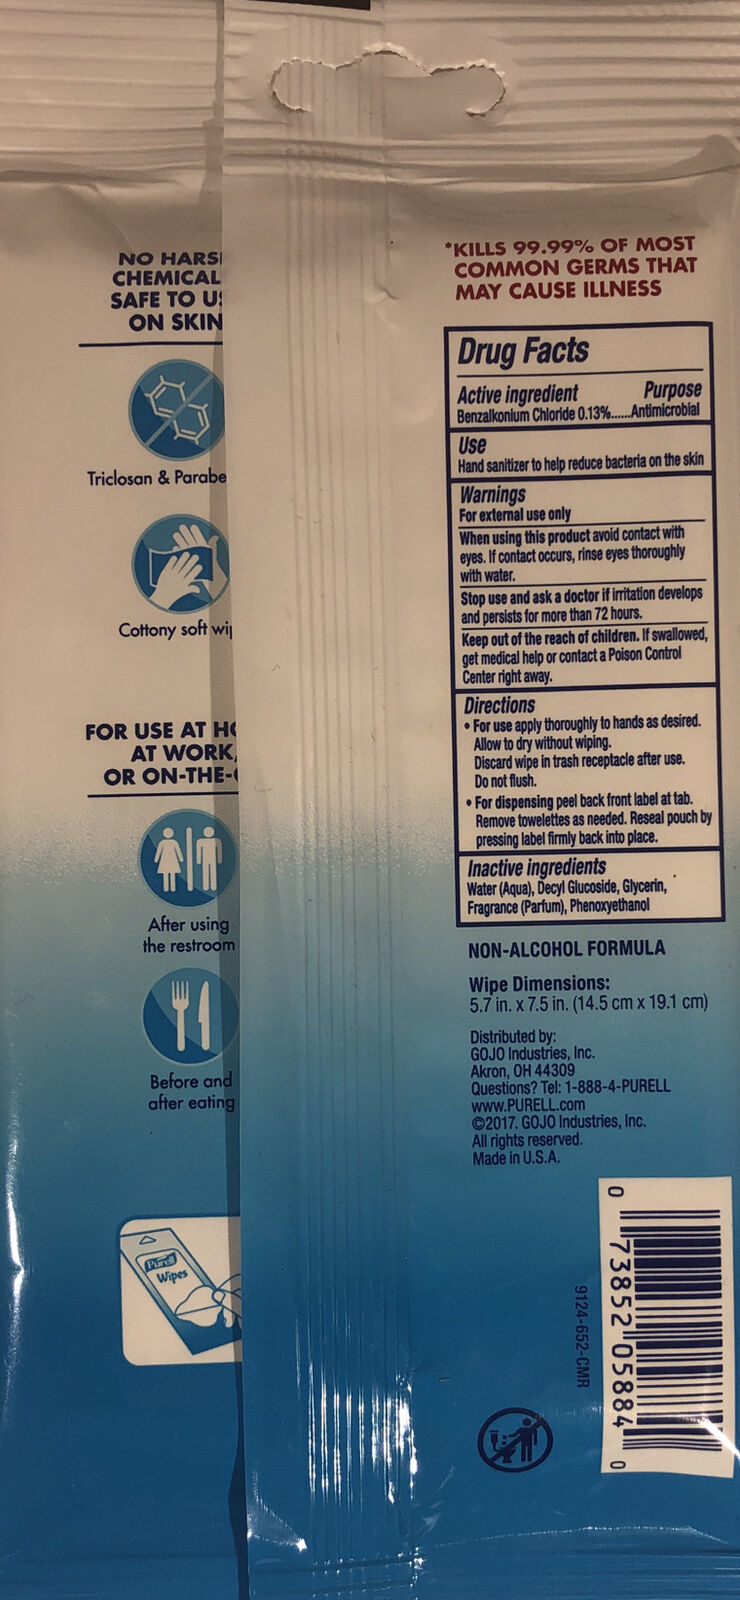 NO HARS
CHEMICAL
SAFE TO US
ON SKIN
Triclosan & Parabe
Cottony soft wip
FOR USE AT HO
AT WORK,
OR ON-THE-
After using
the restroom
Before and
after eating
Purell
Wipes
*KILLS 99.99% OF MOST
COMMON GERMS THAT
MAY CAUSE ILLNESS
Drug Facts
Active ingredient Purpose
Benzalkonium Chloride 0.13%......Antimicrobial
Use
Hand sanitizer to help reduce bacteria on the skin
Warnings
For external use only
When using this product avoid contact with
eyes. If contact occurs, rinse eyes thoroughly
with water.
Stop use and ask a doctor if irritation develops
and persists for more than 72 hours.
Keep out of the reach of children. If swallowed,
get medical help or contact a Poison Control
Center right away.
Directions
• For use apply thoroughly to hands as desired.
Allow to dry without wiping.
Discard wipe in trash receptacle after use.
Do not flush.
• For dispensing peel back front label at tab.
Remove towelettes as needed. Reseal pouch by
pressing label firmly back into place.
Inactive ingredients
Water (Aqua), Decyl Glucoside, Glycerin,
Fragrance (Parfum), Phenoxyethanol
NON-ALCOHOL FORMULA
Wipe Dimensions:
5.7 in. x 7.5 in. (14.5 cm x 19.1 cm)
Distributed by:
GOJO Industries, Inc.
Akron, OH 44309
Questions? Tel: 1-888-4-PURELL
www.PURELL.com
©2017. GOJO Industries, Inc.
All rights reserved.
Made in U.S.A.
9124-652-CMR
0 73852 05884 0